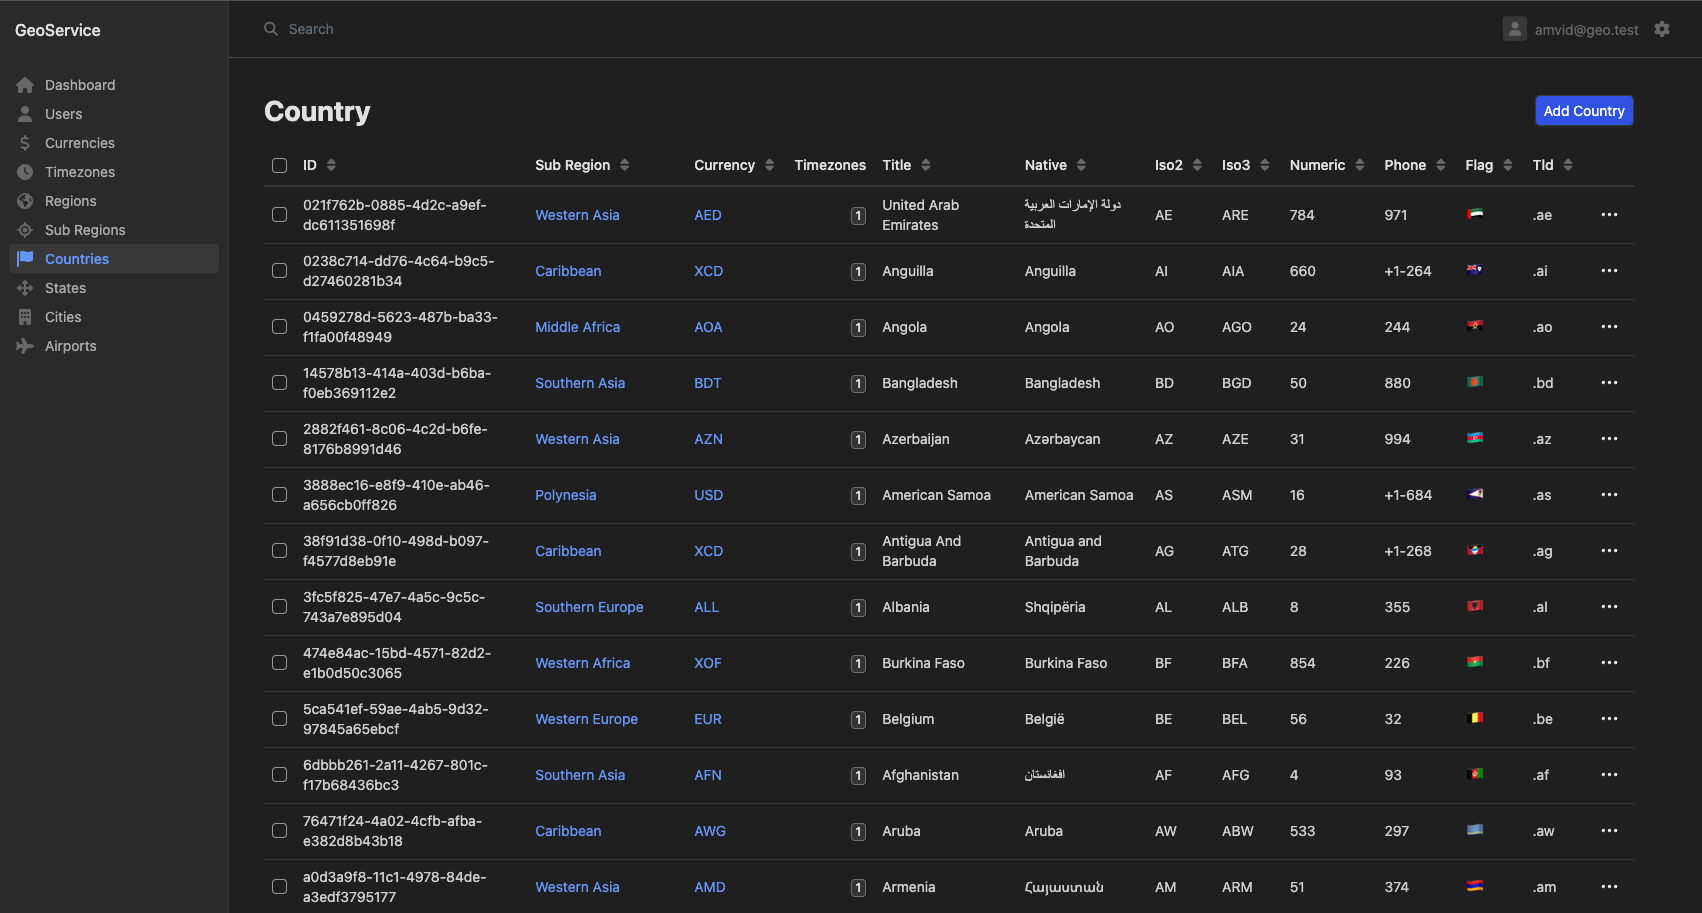 GeoService
Search
amvid@geo.test
Dashboard
Users
Currencies
Timezones
Regions
Sub Regions
Countries
States
Cities
Airports
Country
Add Country
ID Sub Region Currency Timezones Title Native Iso2 Iso3 Numeric Phone Flag Tld
021f762b-0885-4d2c-a9ef-
dc611351698f
Western Asia AED 1
United Arab
Emirates
دولة الإمارات العربية
المتحدة
AE ARE 784 971 .ae
0238c714-dd76-4c64-b9c5-
d27460281b34
Caribbean XCD 1 Anguilla Anguilla AI AIA 660 +1-264 .ai
0459278d-5623-487b-ba33-
f1fa00f48949
Middle Africa AOA 1 Angola Angola AO AGO 24 244 .ao
14578b13-414a-403d-b6ba-
f0eb369112e2
Southern Asia BDT 1 Bangladesh Bangladesh BD BGD 50 880 .bd
2882f461-8c06-4c2d-b6fe-
8176b8991d46
Western Asia AZN 1 Azerbaijan Azərbaycan AZ AZE 31 994 .az
3888ec16-e8f9-410e-ab46-
a656cb0ff826
Polynesia USD 1 American Samoa American Samoa AS ASM 16 +1-684 .as
38f91d38-0f10-498d-b097-
f4577d8eb91e
Caribbean XCD 1
Antigua And
Barbuda
Antigua and
Barbuda
AG ATG 28 +1-268 .ag
3fc5f825-47e7-4a5c-9c5c-
743a7e895d04
Southern Europe ALL 1 Albania Shqipëria AL ALB 8 355 .al
474e84ac-15bd-4571-82d2-
e1b0d50c3065
Western Africa XOF 1 Burkina Faso Burkina Faso BF BFA 854 226 .bf
5ca541ef-59ae-4ab5-9d32-
97845a65ebcf
Western Europe EUR 1 Belgium België BE BEL 56 32 .be
6dbbb261-2a11-4267-801c-
f17b68436bc3
Southern Asia AFN 1 Afghanistan افغانستان AF AFG 4 93 .af
76471f24-4a02-4cfb-afba-
e382d8b43b18
Caribbean AWG 1 Aruba Aruba AW ABW 533 297 .aw
a0d3a9f8-11c1-4978-84de-
a3edf3795177
Western Asia AMD 1 Armenia Հայաստան AM ARM 51 374 .am